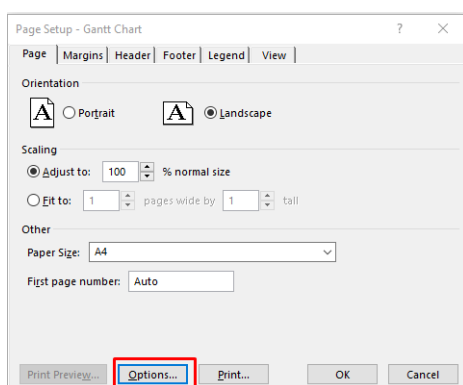 Page Setup - Gantt Chart ? ×
Page Margins Header Footer Legend View
Orientation
A Portrait A Landscape
Scaling
Adjust to: 100 % normal size
Fit to: 1 pages wide by 1 tall
Other
Paper Size: A4
First page number: Auto
Print Preview... Options... Print... OK Cancel